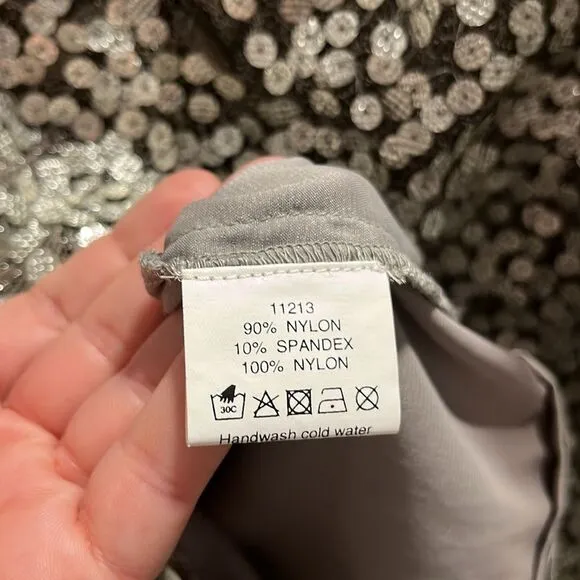 11213
90% NYLON
10% SPANDEX
100% NYLON
30C
Handwash cold water